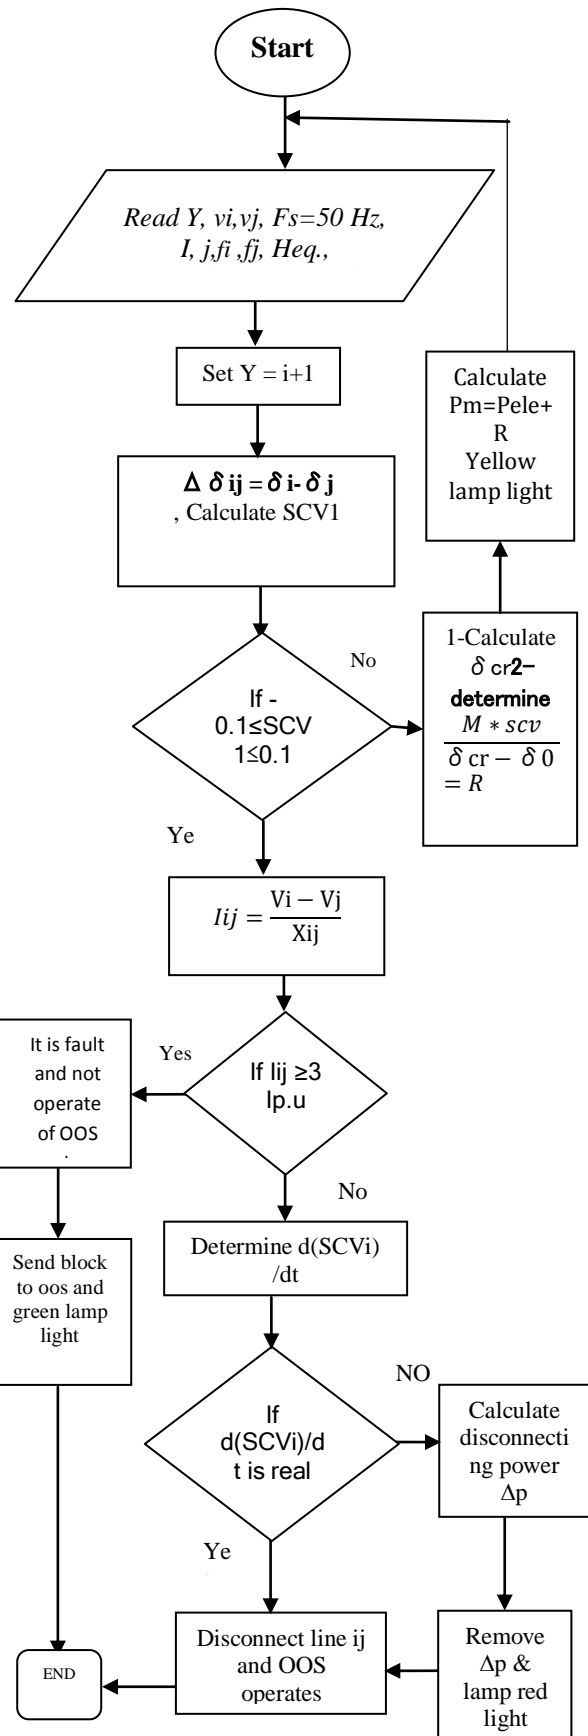 Start
Read Y, vi,vj, Fs=50 Hz,
I, j,fi ,fj, Heq.,
Set Y = i+1
Δ δ ij = δ i- δ j
, Calculate SCV1
If -
0.1≤SCV
1≤0.1
No
1-Calculate
δ cr2-
determine
M * scv
δ cr − δ 0
= R
Calculate
Pm=Pele+
R
Yellow
lamp light
Ye
Iij = Vi − Vj
Xij
If Iij ≥3
Ip.u
Yes
It is fault
and not
operate
of OOS
.
Send block
to oos and
green lamp
light
No
Determine d(SCVi)
/dt
If
d(SCVi)/d
t is real
NO
Calculate
disconnecti
ng power
Δp
Remove
Δp &
lamp red
light
Ye
Disconnect line ij
and OOS
operates
END